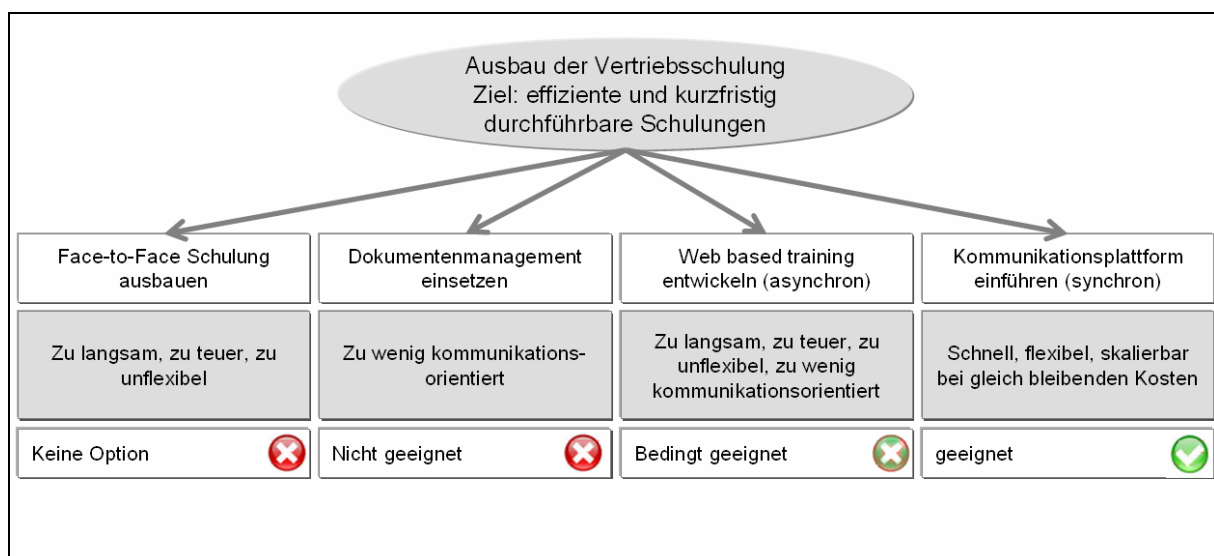 Ausbau der Vertriebsschulung
Ziel: effiziente und kurzfristig
durchführbare Schulungen
Face-to-Face Schulung
ausbauen
Dokumentenmanagement
einsetzen
Web based training
entwickeln (asynchron)
Kommunikationsplattform
einführen (synchron)
Zu langsam, zu teuer, zu
unflexibel
Zu wenig kommunikations-
orientiert
Zu langsam, zu teuer, zu
unflexibel, zu wenig
kommunikationsorientiert
Schnell, flexibel, skalierbar
bei gleich bleibenden Kosten
Keine Option
Nicht geeignet
Bedingt geeignet
geeignet